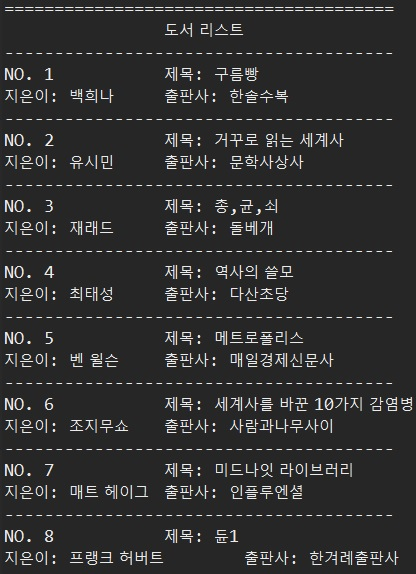 ========================================
도서 리스트
----------------------------------------
NO. 1 제목: 구름빵
지은이: 백희나 출판사: 한솔수북
----------------------------------------
NO. 2 제목: 거꾸로 읽는 세계사
지은이: 유시민 출판사: 문학사상사
----------------------------------------
NO. 3 제목: 총,균,쇠
지은이: 재래드 출판사: 돌베개
----------------------------------------
NO. 4 제목: 역사의 쓸모
지은이: 최태성 출판사: 다산초당
----------------------------------------
NO. 5 제목: 메트로폴리스
지은이: 벤 윌슨 출판사: 매일경제신문사
----------------------------------------
NO. 6 제목: 세계사를 바꾼 10가지 감염병
지은이: 조지무쇼 출판사: 사람과나무사이
----------------------------------------
NO. 7 제목: 미드나잇 라이브러리
지은이: 매트 헤이그 출판사: 인플루엔셜
----------------------------------------
NO. 8 제목: 듄1
지은이: 프랭크 허버트 출판사: 한겨례출판사